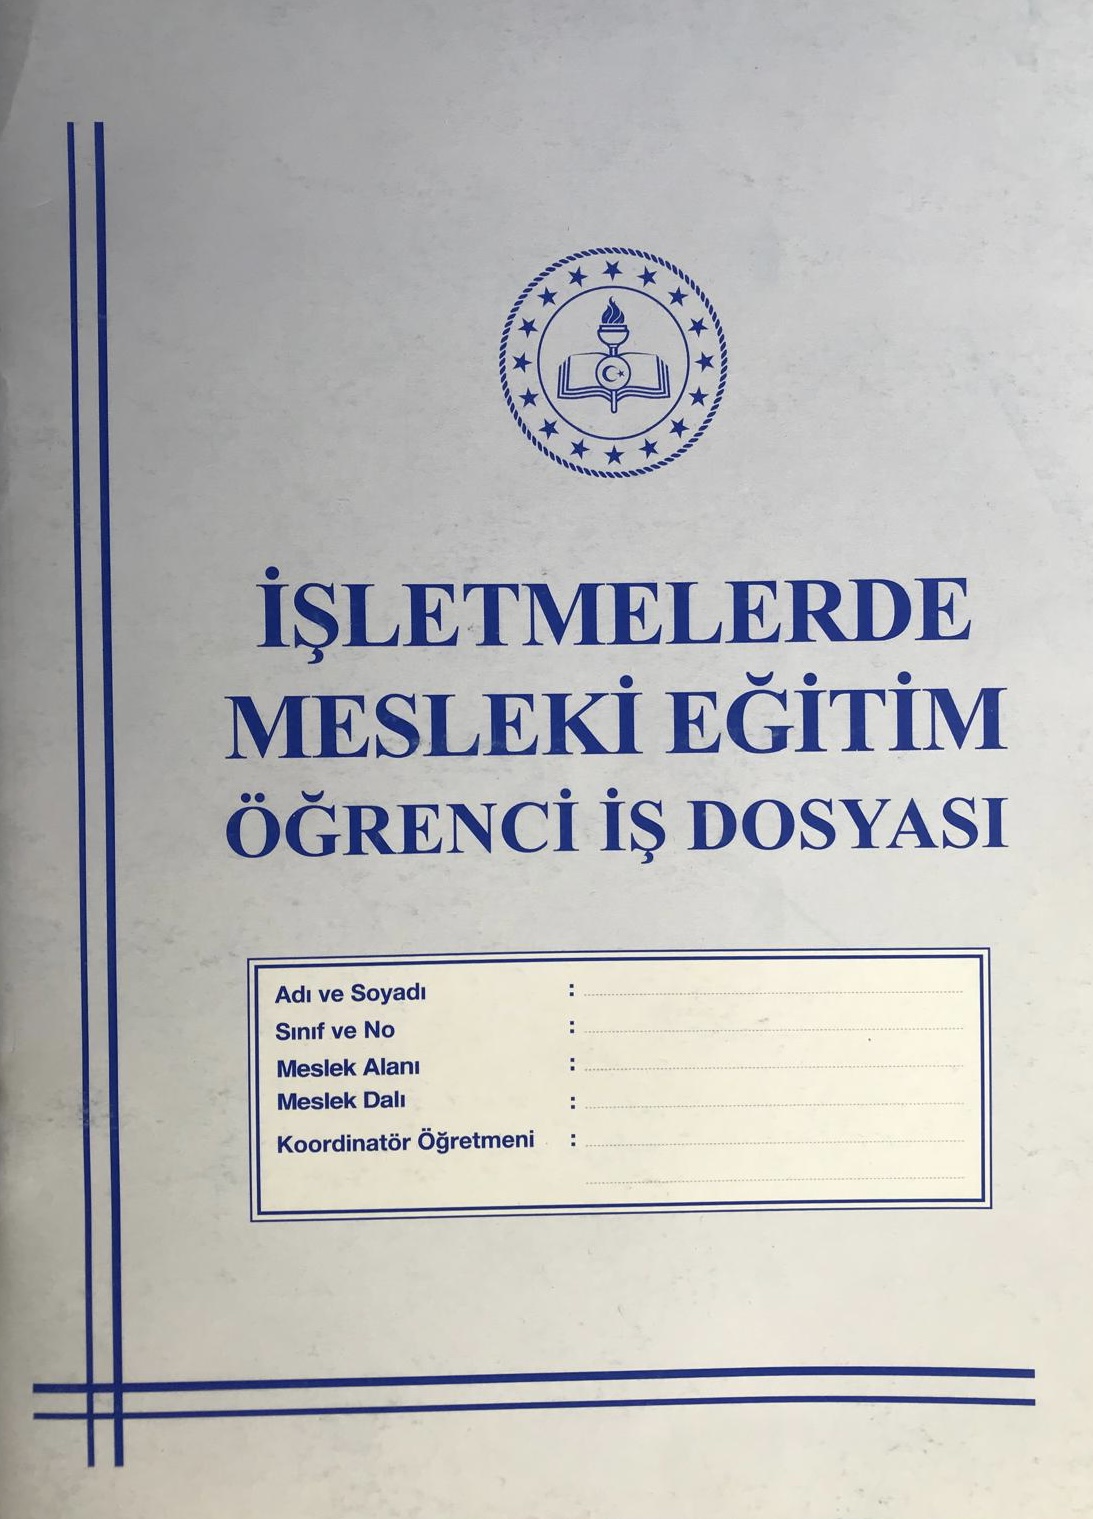 İŞLETMELERDE
MESLEKİ EĞİTİM
ÖĞRENCİ İŞ DOSYASI
Adı ve Soyadı :
Sınıf ve No :
Meslek Alanı :
Meslek Dalı :
Koordinatör Öğretmeni :